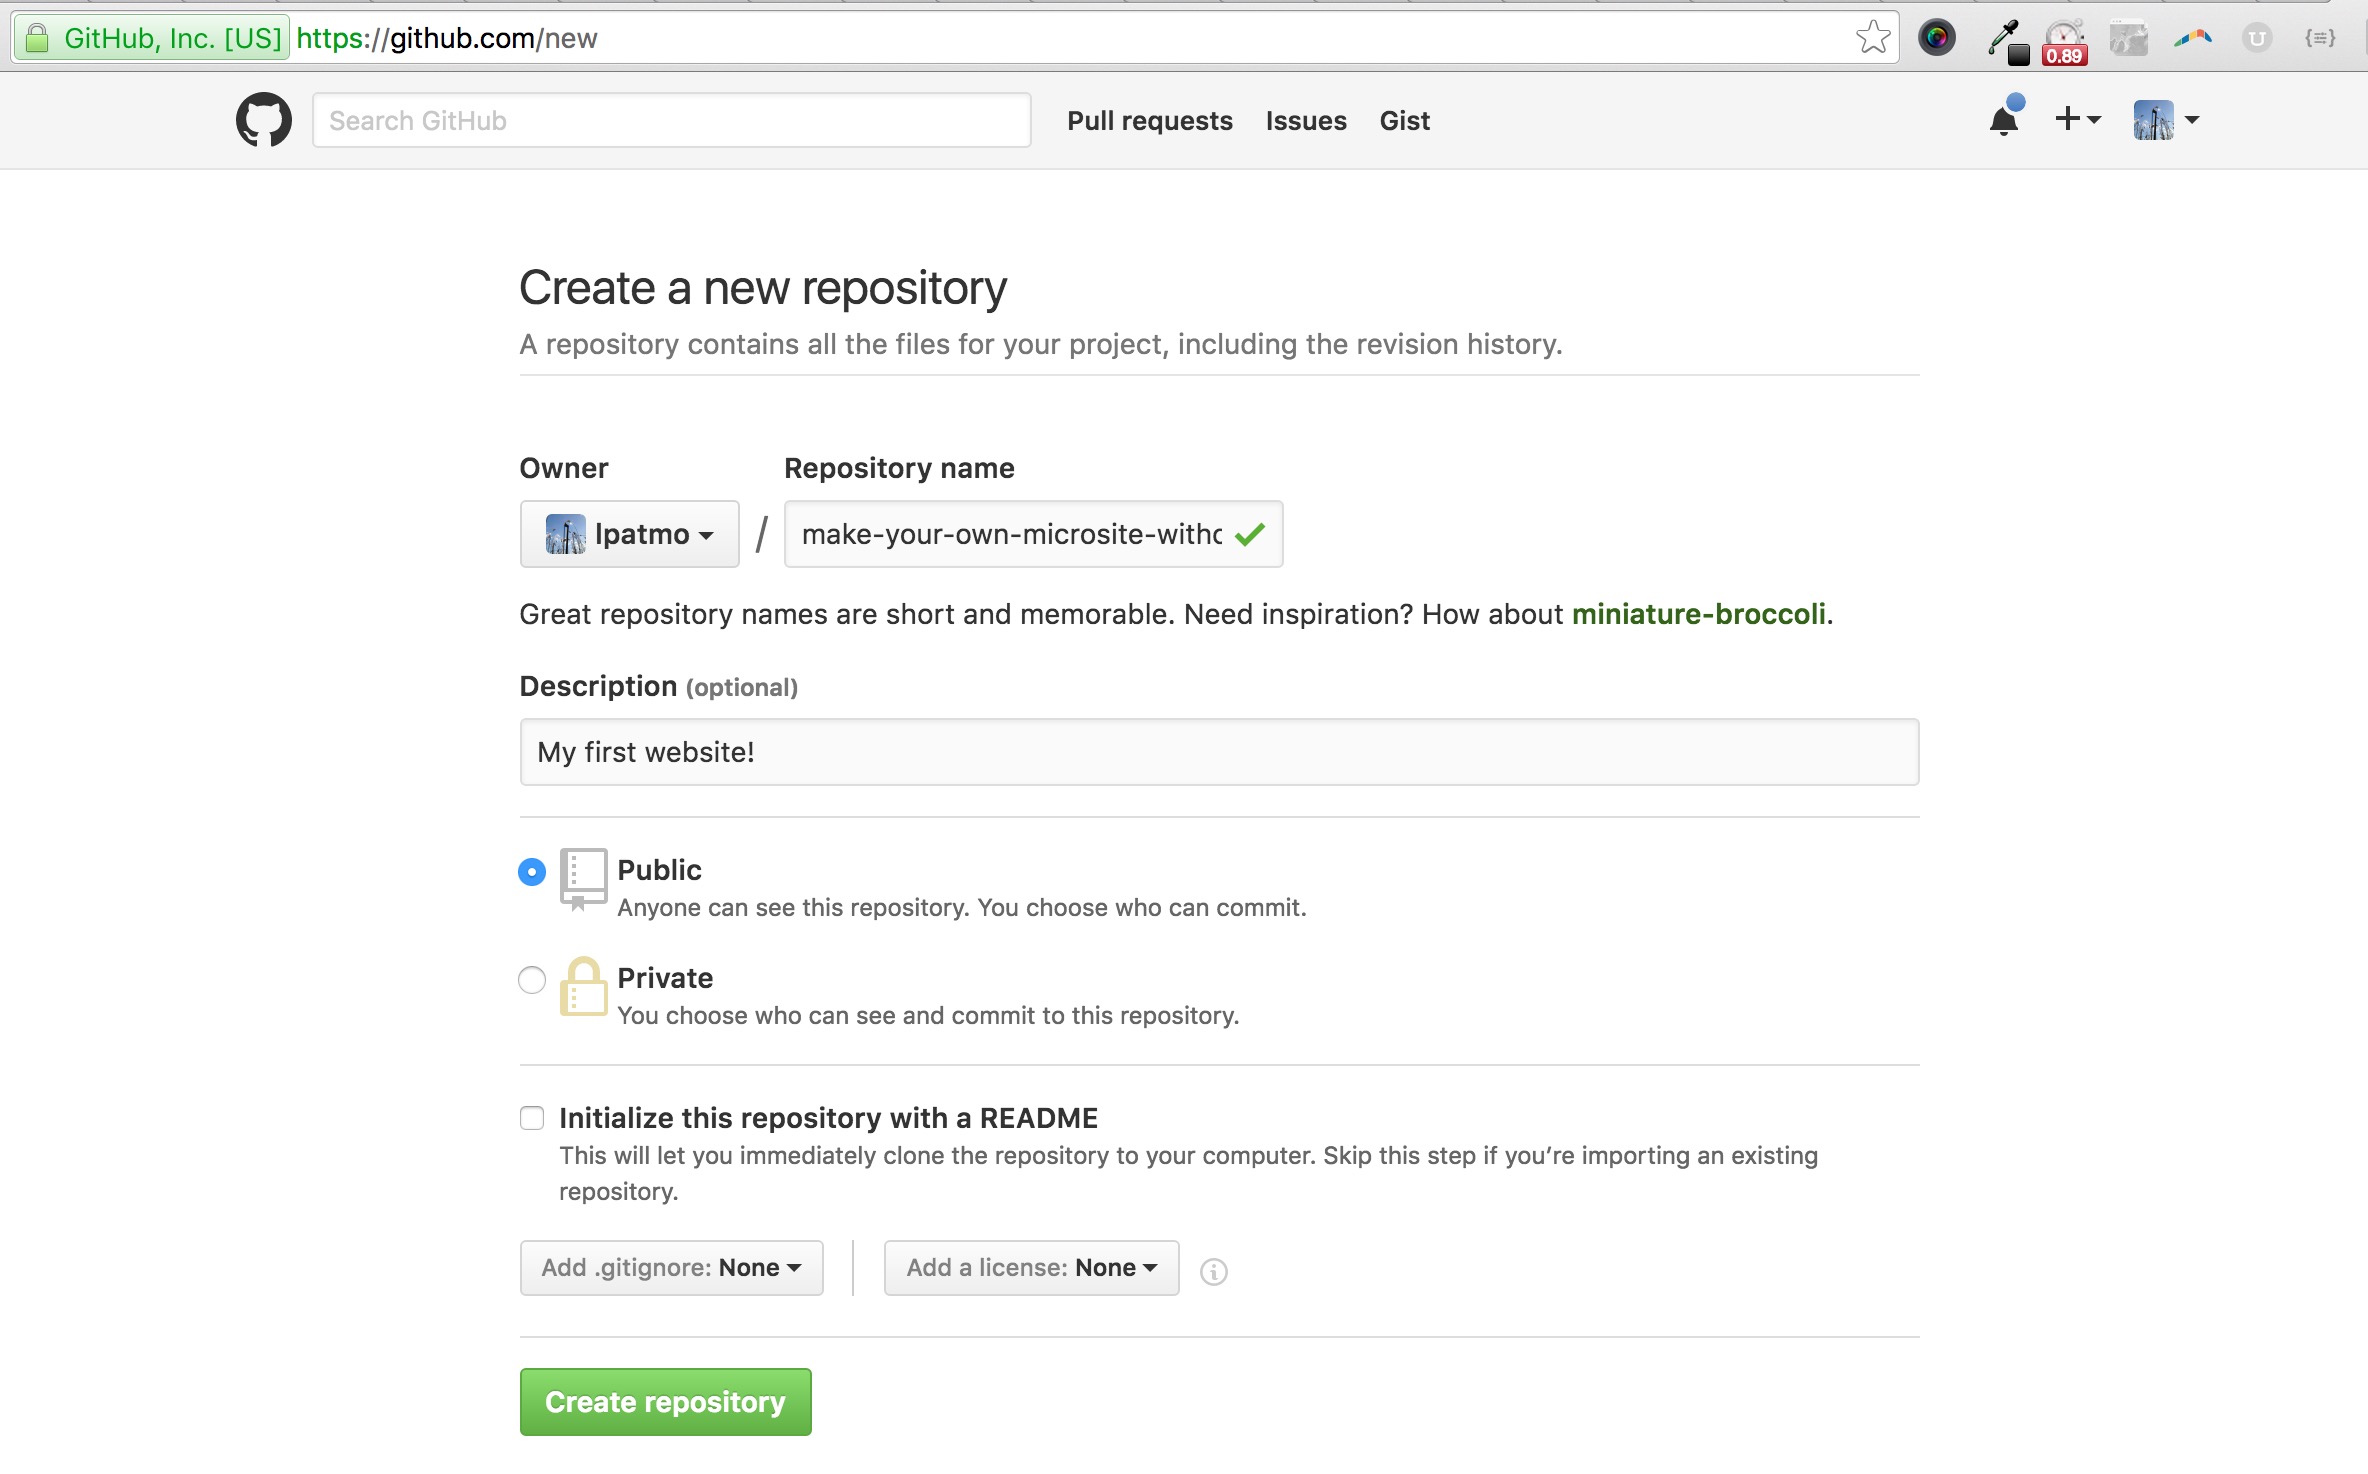 GitHub, Inc. [US] https://github.com/new
0.89
U
{≡}
Search GitHub
Pull requests Issues Gist
Create a new repository
A repository contains all the files for your project, including the revision history.
Owner Repository name
lpatmo / make-your-own-microsite-witho
Great repository names are short and memorable. Need inspiration? How about miniature-broccoli.
Description (optional)
My first website!
Public
Anyone can see this repository. You choose who can commit.
Private
You choose who can see and commit to this repository.
Initialize this repository with a README
This will let you immediately clone the repository to your computer. Skip this step if you’re importing an existing
repository.
Add .gitignore: None Add a license: None
Create repository